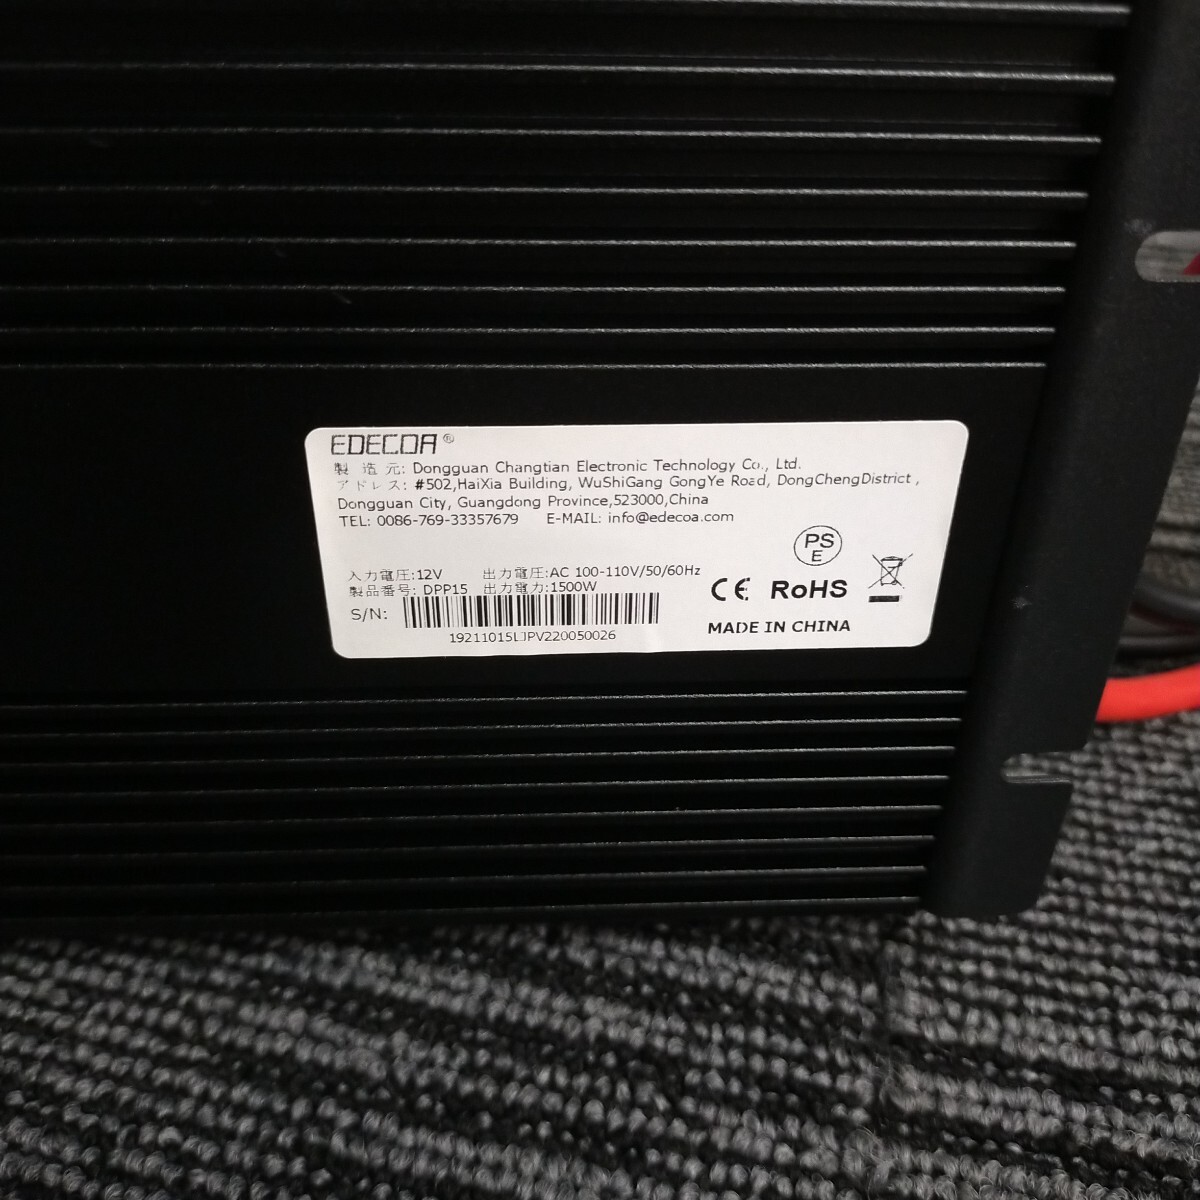 EDECOA®
製 造 元: Dongguan Changtian Electronic Technology Co., Ltd.
アドレス: #502,HaiXia Building, WuShiGang GongYe Road, DongChengDistrict ,
Dongguan City, Guangdong Province,523000,China
TEL: 0086-769-33357679 E-MAIL: info@edecoa.com
PS
E
入力電圧:12V 出力電圧:AC 100-110V/50/60Hz
製品番号: DPP15 出力電力:1500W
CE RoHS
S/N:
19211015LJPV220050026
MADE IN CHINA